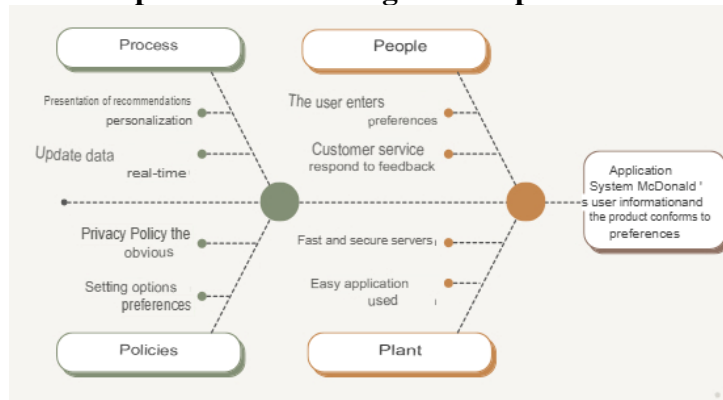 Process
People
Presentation of recommendations
personalization
Update data
real-time
The user enters
preferences
Customer service
respond to feedback
Application
System McDonald '
s user informationand
the product conforms to
preferences
Privacy Policy the
obvious
Setting options
preferences
Fast and secure servers
Easy application
used
Policies
Plant